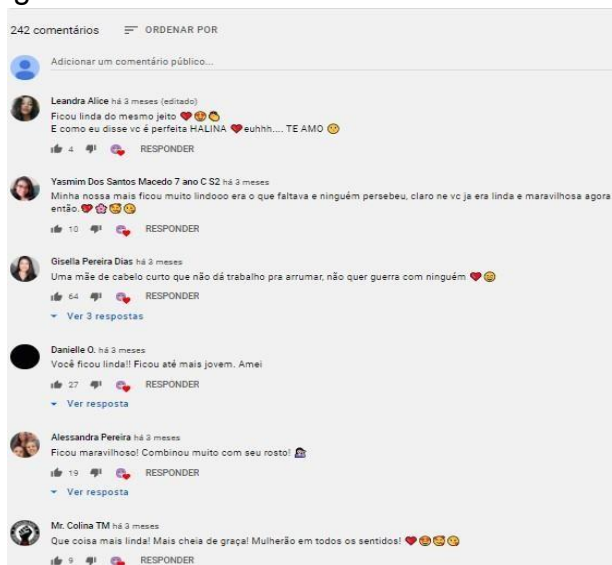 242 comentários ORDENAR POR
Adicionar um comentário público...
Leandra Alice há 3 meses (editado)
Ficou linda do mesmo jeito ❤️🤩👏
E como eu disse vc é perfeita HALINA ❤️euhhh.... TE AMO 😗
4 RESPONDER
Yasmim Dos Santos Macedo 7 ano C S2 há 3 meses
Minha nossa mais ficou muito lindooo era o que faltava e ninguém persebeu, claro ne vc ja era linda e maravilhosa agora
então.💖🌸🥰😘
10 RESPONDER
Gisella Pereira Dias há 3 meses
Uma mãe de cabelo curto que não dá trabalho pra arrumar, não quer guerra com ninguém ❤️😄
64 RESPONDER
Ver 3 respostas
Danielle O. há 3 meses
Você ficou linda!! Ficou até mais jovem. Amei
27 RESPONDER
Ver resposta
Alessandra Pereira há 3 meses
Ficou maravilhoso! Combinou muito com seu rosto! 💁
19 RESPONDER
Ver resposta
Mr. Colina TM há 3 meses
Que coisa mais linda! Mais cheia de graça! Mulherão em todos os sentidos! ❤️🤩🥰😘
9 RESPONDER